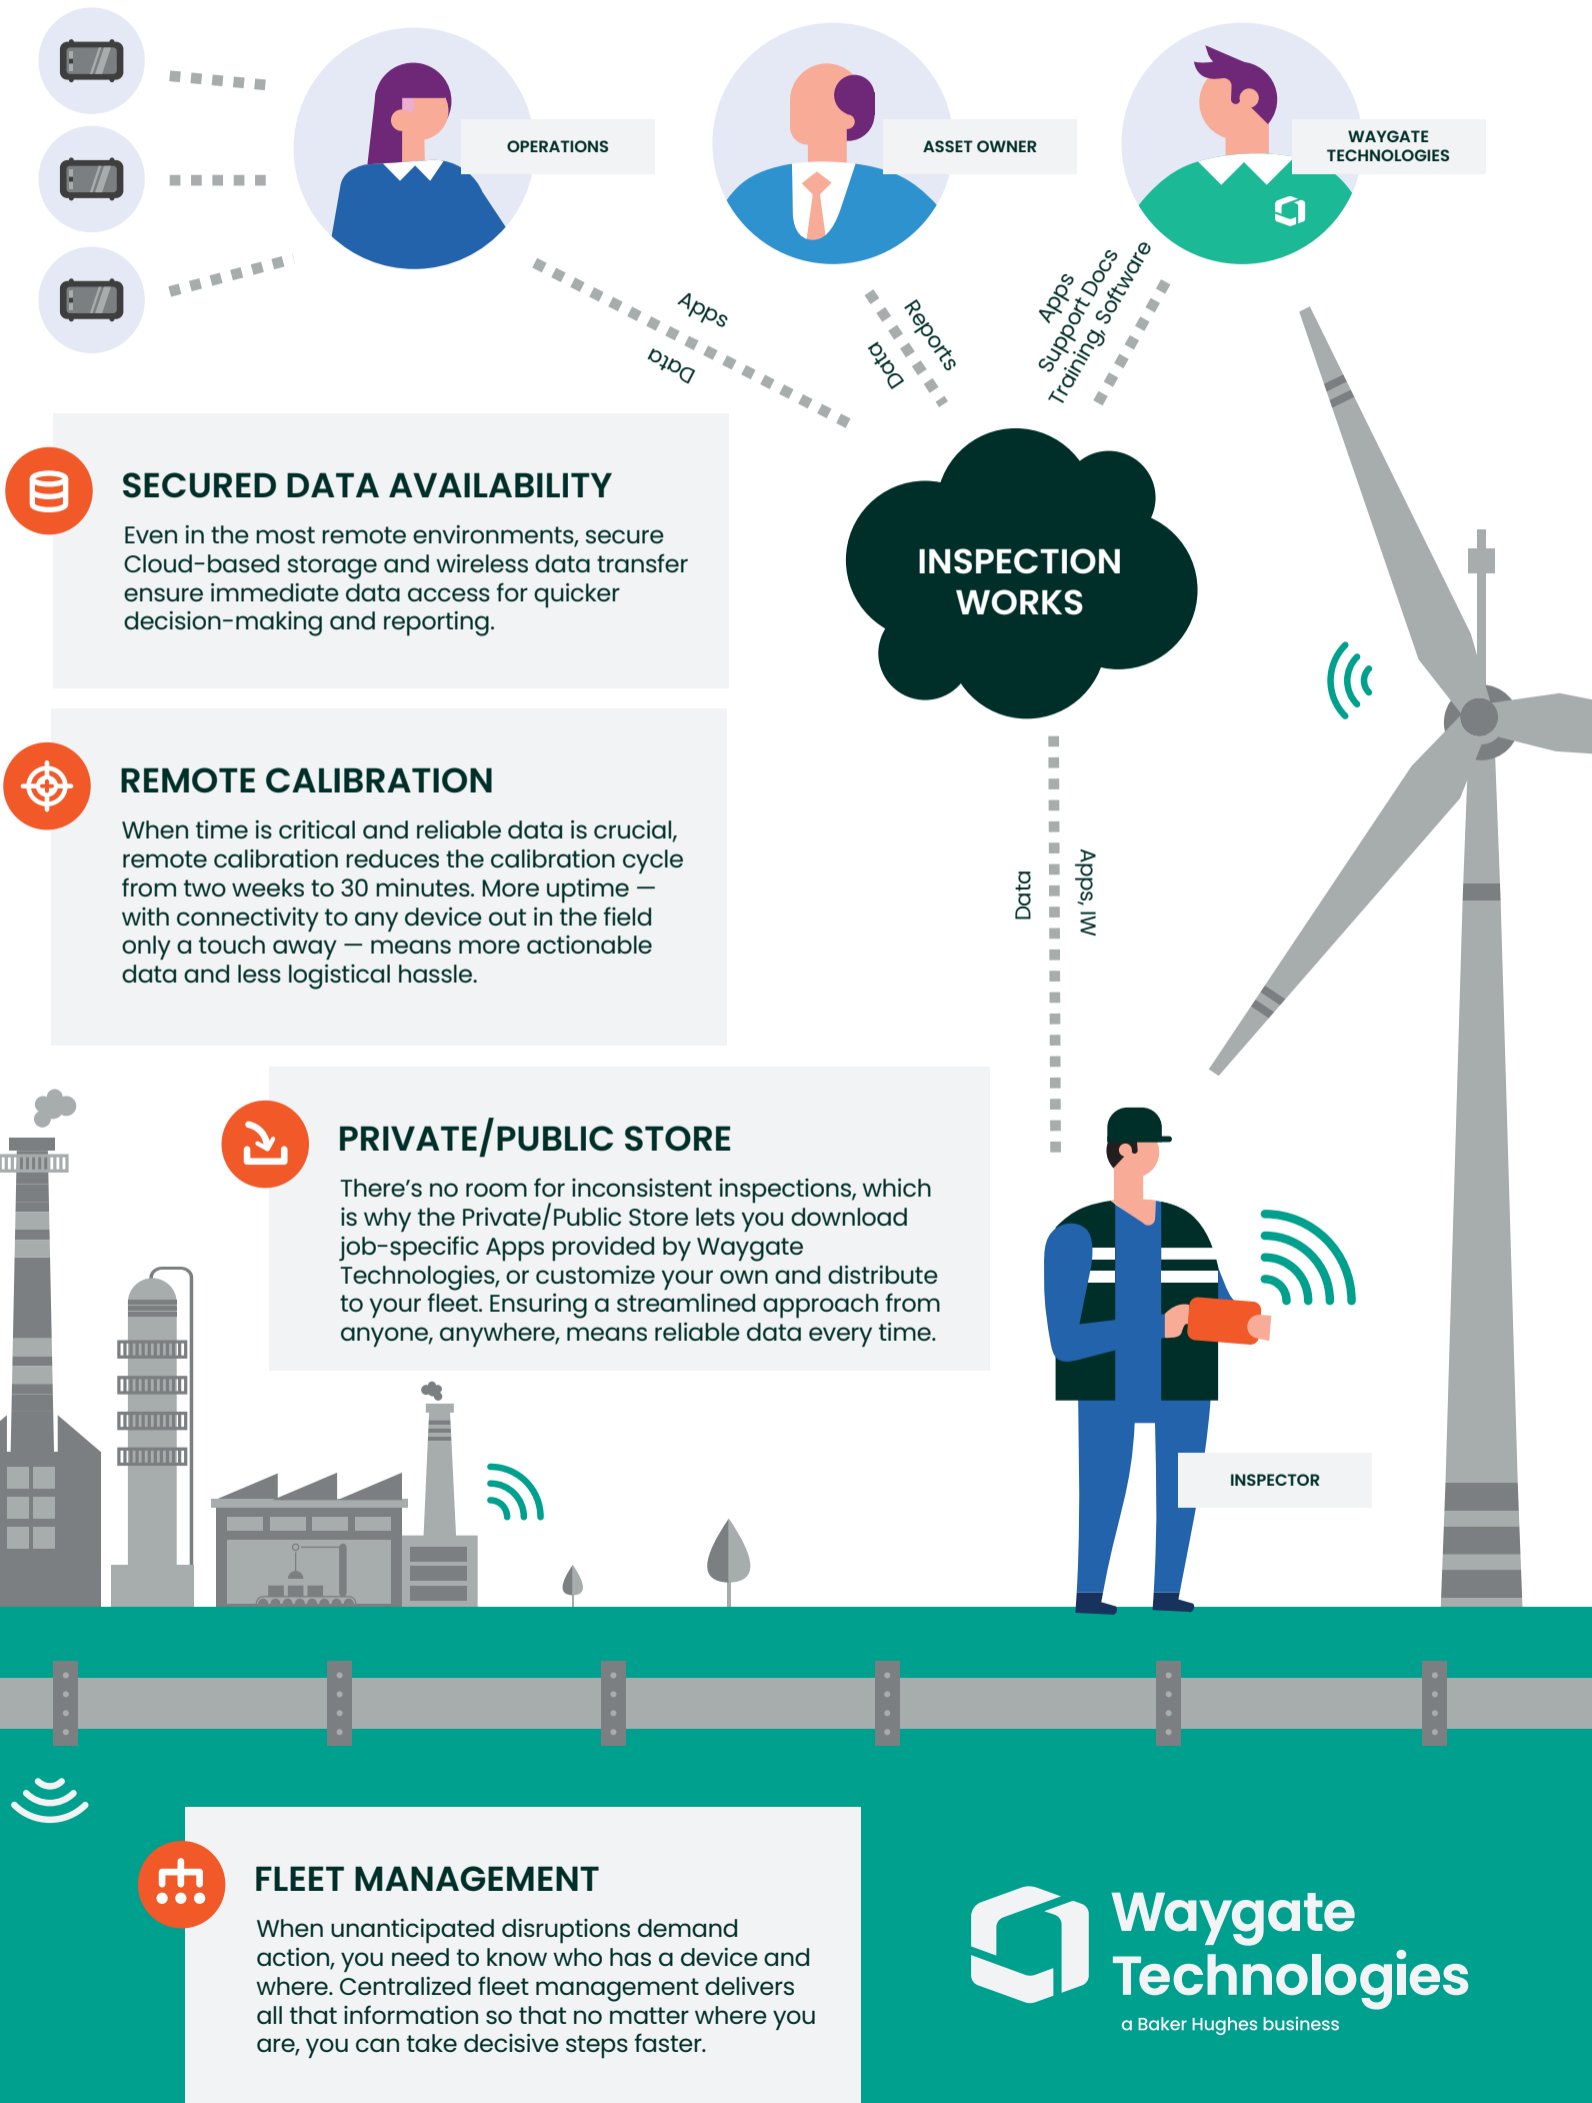 OPERATIONS
ASSET OWNER
WAYGATE
TECHNOLOGIES
Apps
Data
Reports
Data
Apps
Support Docs
Training, Software
SECURED DATA AVAILABILITY
Even in the most remote environments, secure
Cloud-based storage and wireless data transfer
ensure immediate data access for quicker
decision-making and reporting.
INSPECTION
WORKS
REMOTE CALIBRATION
When time is critical and reliable data is crucial,
remote calibration reduces the calibration cycle
from two weeks to 30 minutes. More uptime —
with connectivity to any device out in the field
only a touch away — means more actionable
data and less logistical hassle.
Data
Apps, IW
PRIVATE/PUBLIC STORE
There’s no room for inconsistent inspections, which
is why the Private/Public Store lets you download
job-specific Apps provided by Waygate
Technologies, or customize your own and distribute
to your fleet. Ensuring a streamlined approach from
anyone, anywhere, means reliable data every time.
INSPECTOR
FLEET MANAGEMENT
When unanticipated disruptions demand
action, you need to know who has a device and
where. Centralized fleet management delivers
all that information so that no matter where you
are, you can take decisive steps faster.
Waygate
Technologies
a Baker Hughes business